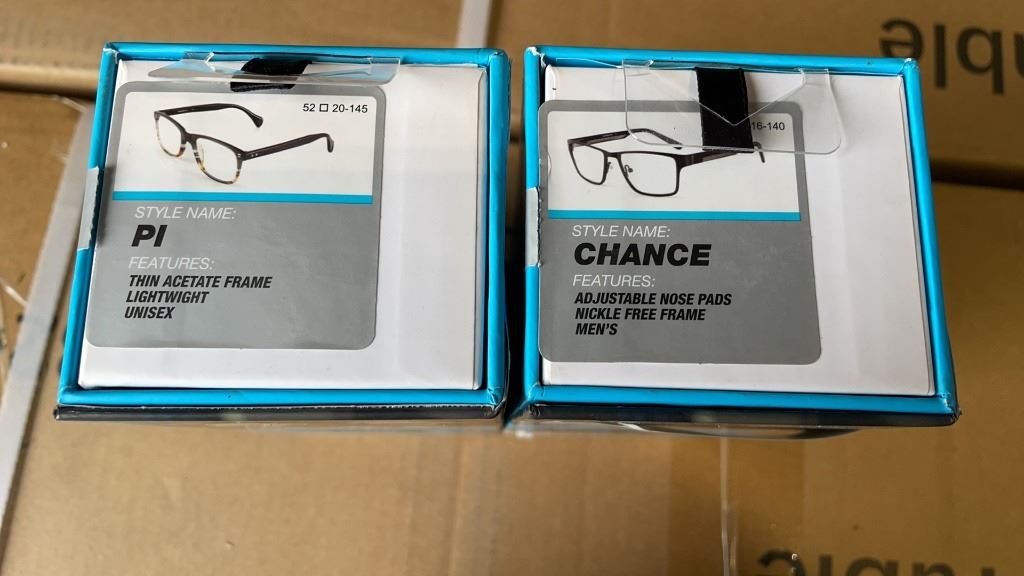 52 □ 20-145
STYLE NAME:
PI
FEATURES:
THIN ACETATE FRAME
LIGHTWIGHT
UNISEX
16-140
STYLE NAME:
CHANCE
FEATURES:
ADJUSTABLE NOSE PADS
NICKLE FREE FRAME
MEN'S